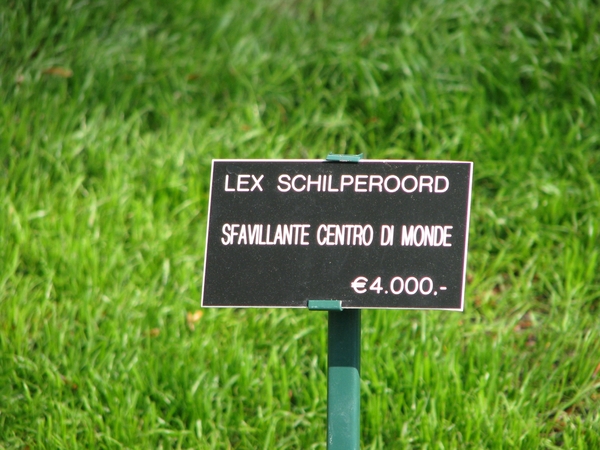 LEX SCHILPEROORD
SFAVILLANTE CENTRO DI MONDE
€4.000,-